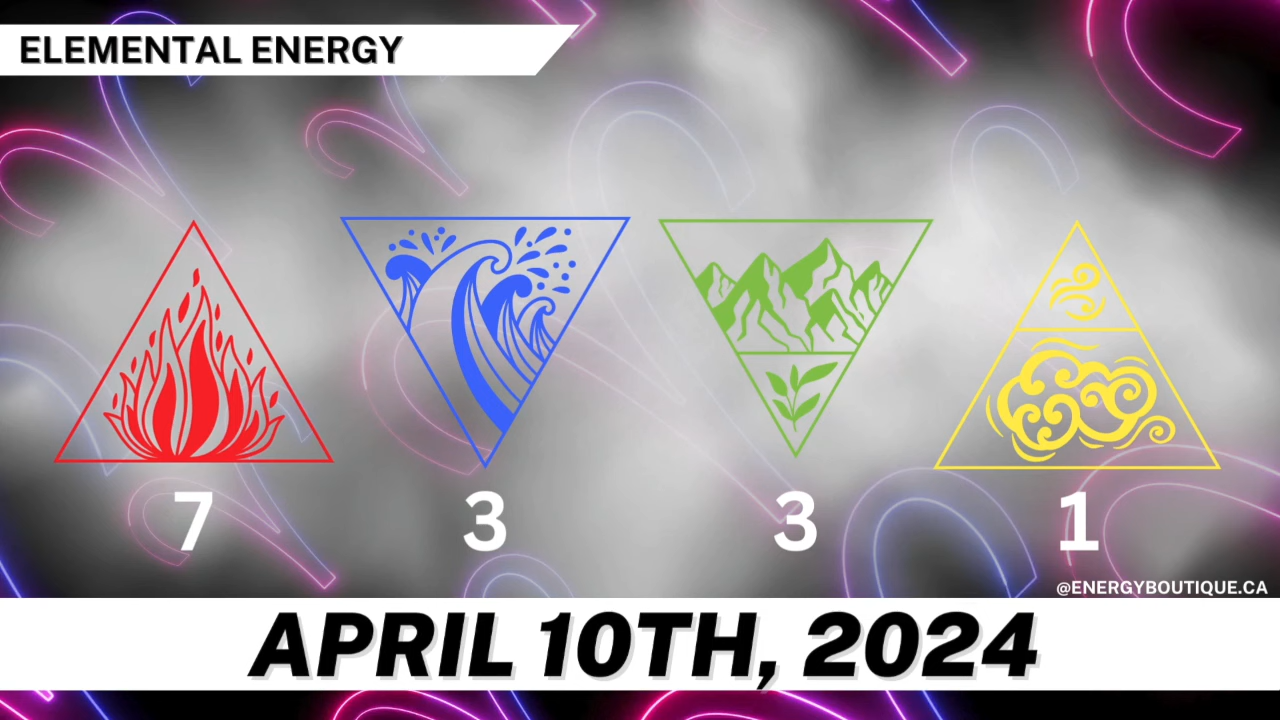 ELEMENTAL ENERGY
7 3 3 1
@ENERGYBOUTIQUE.CA
APRIL 10TH, 2024